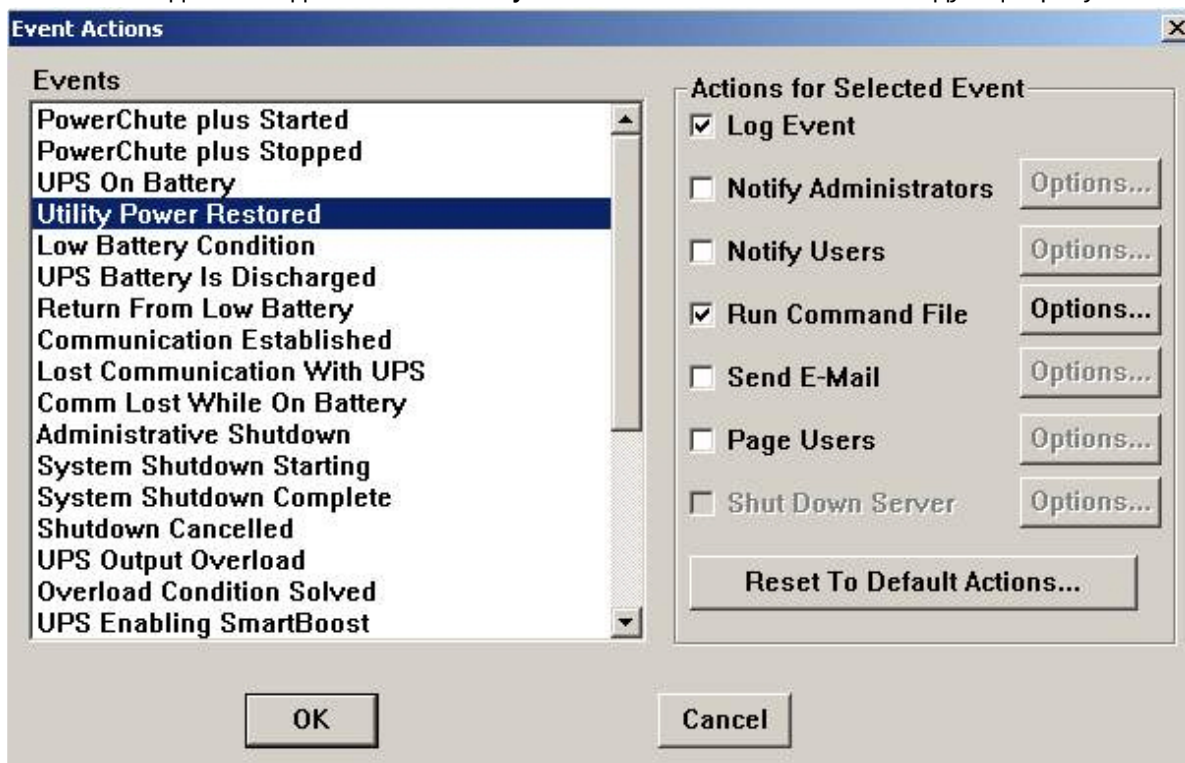 Event Actions
Events
PowerChute plus Started
PowerChute plus Stopped
UPS On Battery
Utility Power Restored
Low Battery Condition
UPS Battery Is Discharged
Return From Low Battery
Communication Established
Lost Communication With UPS
Comm Lost While On Battery
Administrative Shutdown
System Shutdown Starting
System Shutdown Complete
Shutdown Cancelled
UPS Output Overload
Overload Condition Solved
UPS Enabling SmartBoost
Actions for Selected Event
Log Event
Notify Administrators Options...
Notify Users Options...
Run Command File Options...
Send E-Mail Options...
Page Users Options...
Shut Down Server Options...
Reset To Default Actions...
OK
Cancel